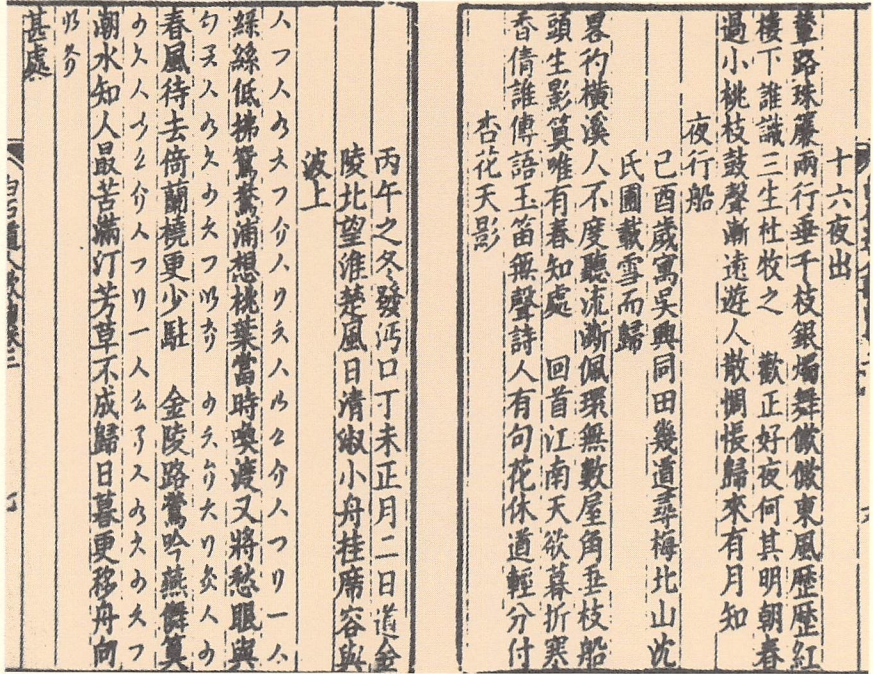 十六夜出
輦路珠簾兩行垂千枝銀燭舞僛僛東風歷歷紅
樓下誰識三生杜牧之　歡正好夜何其明朝春
過小桃枝鼓聲漸遠遊人散惆悵歸來有月知
夜行船
己酉歲寓吳興同田幾道尋梅北山沈
氏圃載雪而歸
畧彴橫溪人不度聽流澌佩環無數屋角垂枝船
頭生影算唯有春知處　回首江南天欲暮折寒
香倩誰傳語玉笛無聲詩人有句花休道輕分付
杏花天影
丙午之冬發沔口丁未正月二日道金
陵北望淮楚風日清淑小舟挂席容與
波上
綠絲低拂鴛鴦浦想桃葉當時喚渡又將愁眼與
春風待去倚蘭橈更少駐　金陵路鶯吟燕儛算
潮水知人最苦滿汀芳草不成歸日暮更移舟向
甚處
白石道人歌曲卷三